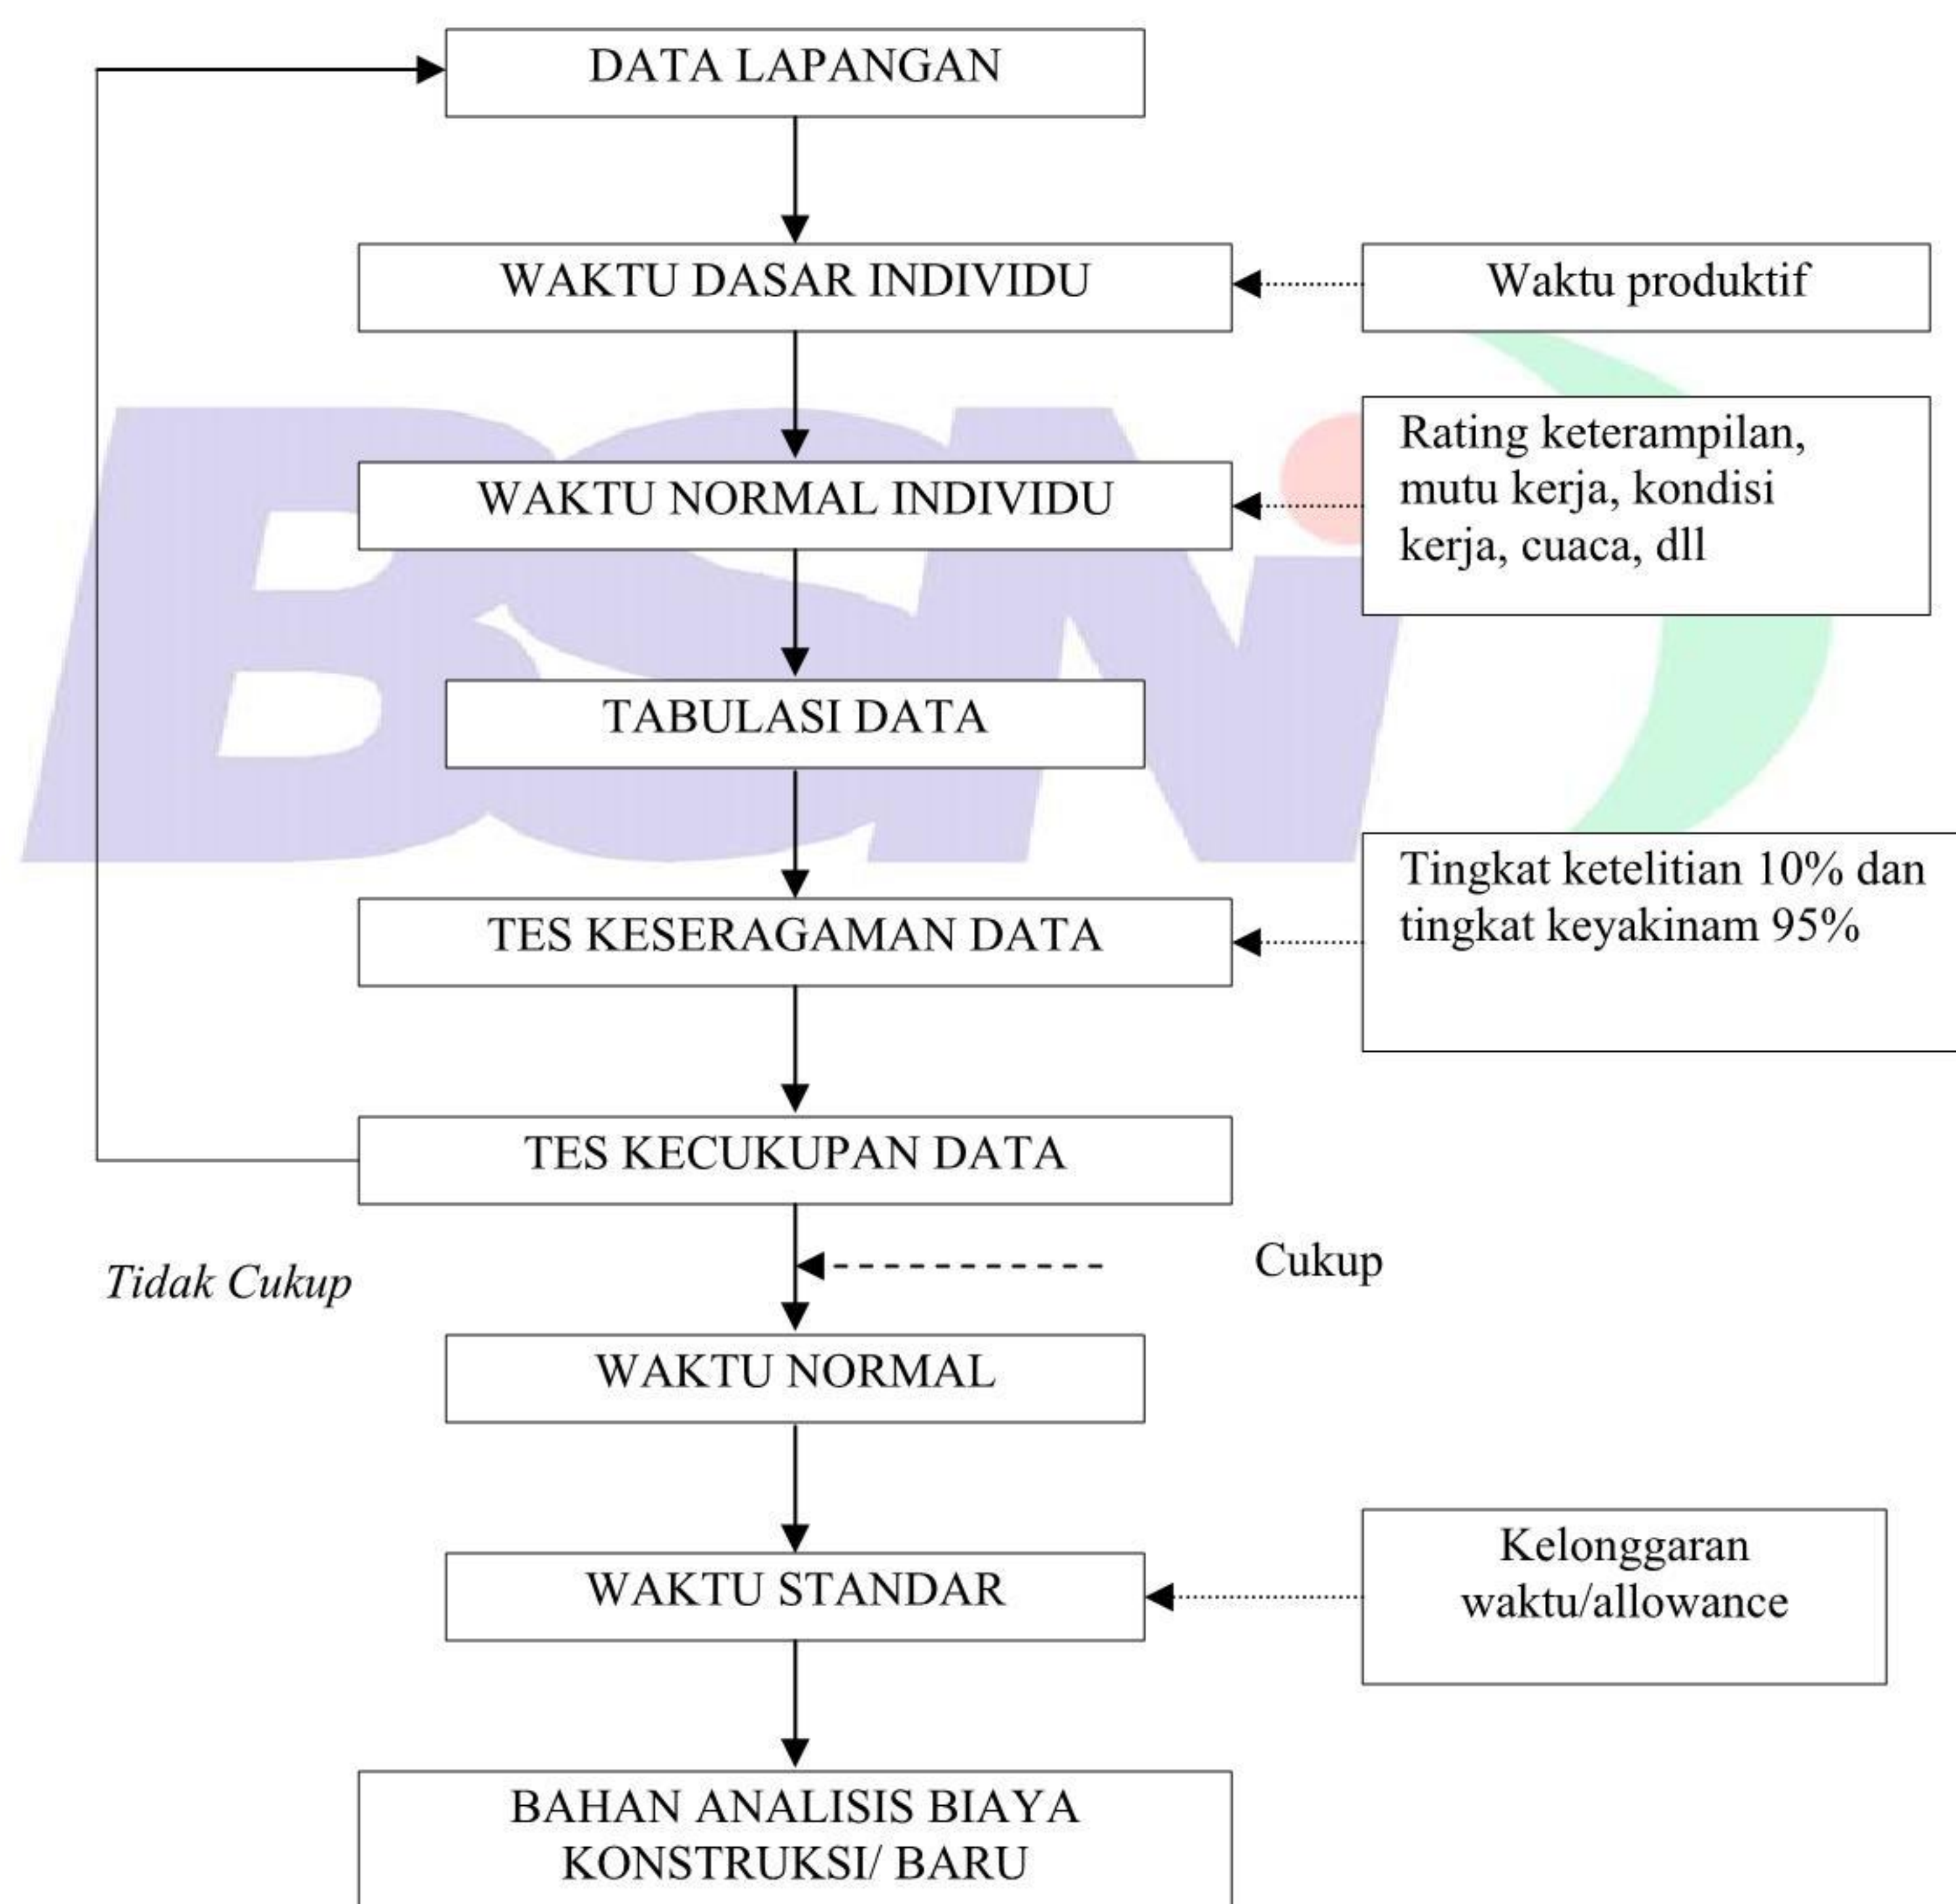 DATA LAPANGAN
WAKTU DASAR INDIVIDU
Waktu produktif
WAKTU NORMAL INDIVIDU
Rating keterampilan,
mutu kerja, kondisi
kerja, cuaca, dll
TABULASI DATA
TES KESERAGAMAN DATA
Tingkat ketelitian 10% dan
tingkat keyakinam 95%
TES KECUKUPAN DATA
Tidak Cukup
Cukup
WAKTU NORMAL
WAKTU STANDAR
Kelonggaran
waktu/allowance
BAHAN ANALISIS BIAYA
KONSTRUKSI/ BARU
BSN